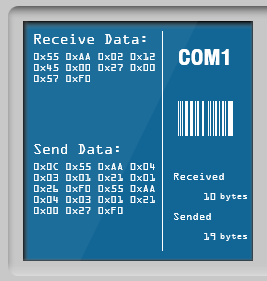 Receive Data:
0x55 0xAA 0x02 0x12
0x45 0x00 0x27 0x00
0x57 0xF0
Send Data:
0x0C 0x55 0xAA 0x04
0x03 0x01 0x21 0x01
0x26 0xF0 0x55 0xAA
0x04 0x03 0x01 0x21
0x00 0x27 0xF0
COM1
Received
10 bytes
Sended
19 bytes